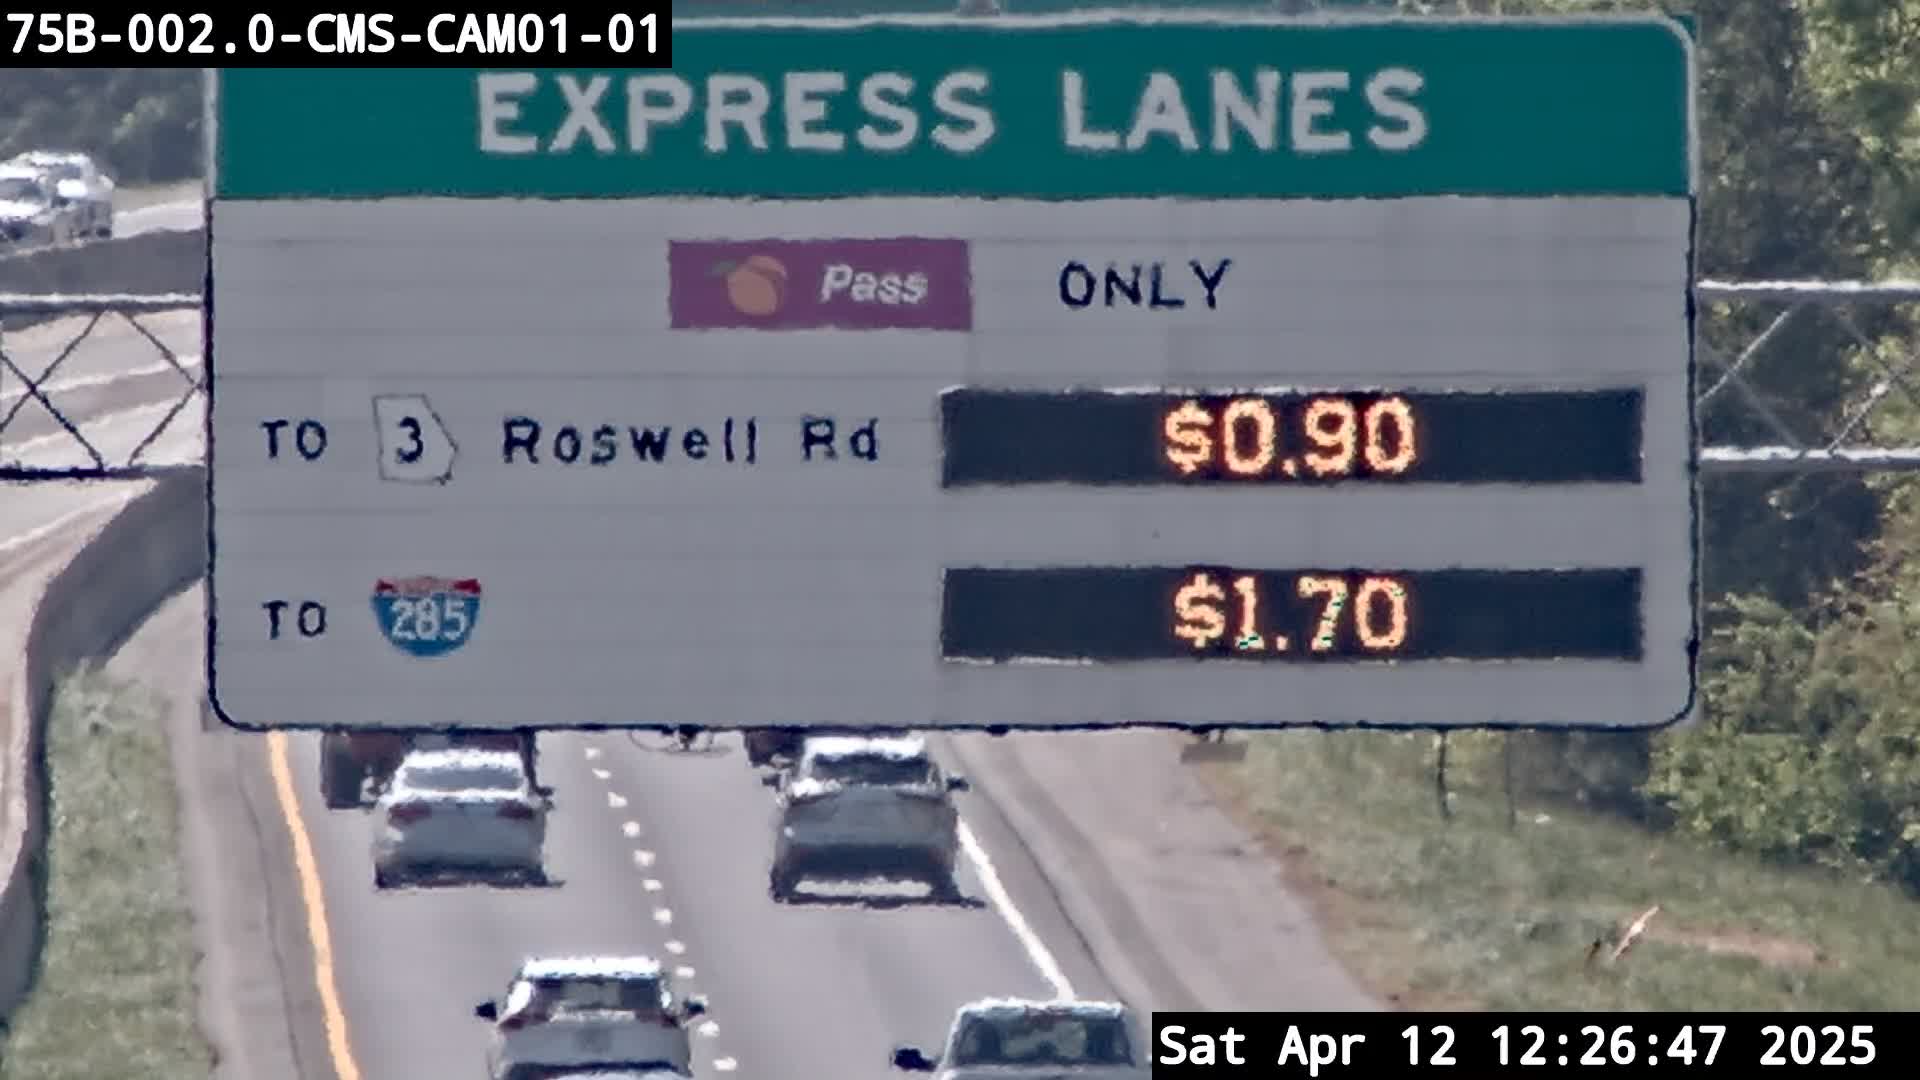 75B-002.0-CMS-CAM01-01
EXPRESS LANES
Pass ONLY
TO 3 Roswell Rd $0.90
TO 285 $1.70
Sat Apr 12 12:26:47 2025